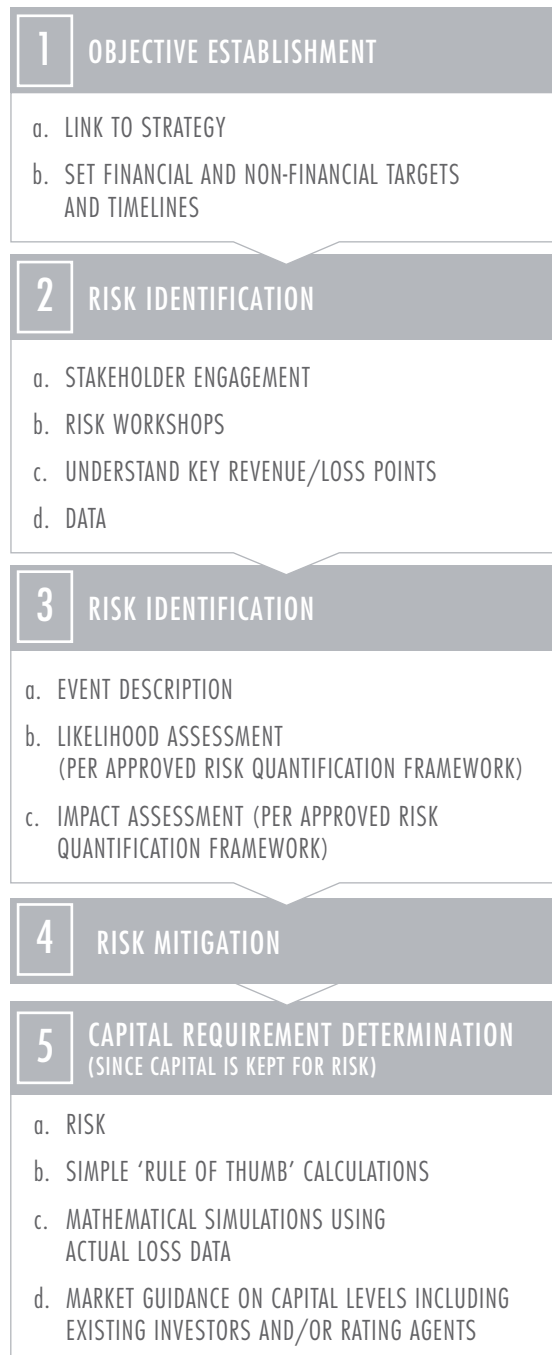 1 OBJECTIVE ESTABLISHMENT
a. LINK TO STRATEGY
b. SET FINANCIAL AND NON-FINANCIAL TARGETS
AND TIMELINES
2 RISK IDENTIFICATION
a. STAKEHOLDER ENGAGEMENT
b. RISK WORKSHOPS
c. UNDERSTAND KEY REVENUE/LOSS POINTS
d. DATA
3 RISK IDENTIFICATION
a. EVENT DESCRIPTION
b. LIKELIHOOD ASSESSMENT
(PER APPROVED RISK QUANTIFICATION FRAMEWORK)
c. IMPACT ASSESSMENT (PER APPROVED RISK
QUANTIFICATION FRAMEWORK)
4 RISK MITIGATION
5 CAPITAL REQUIREMENT DETERMINATION
(SINCE CAPITAL IS KEPT FOR RISK)
a. RISK
b. SIMPLE ‘RULE OF THUMB’ CALCULATIONS
c. MATHEMATICAL SIMULATIONS USING
ACTUAL LOSS DATA
d. MARKET GUIDANCE ON CAPITAL LEVELS INCLUDING
EXISTING INVESTORS AND/OR RATING AGENTS